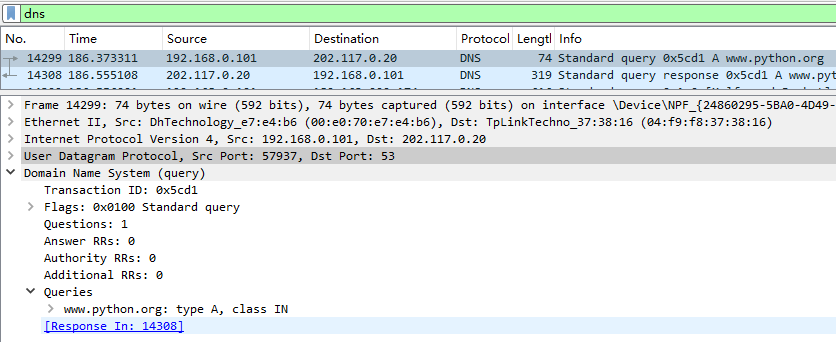 dns
No. Time Source Destination Protocol Lengtl Info
14299 186.373311 192.168.0.101 202.117.0.20 DNS 74 Standard query 0x5cd1 A www.python.org
14308 186.555108 202.117.0.20 192.168.0.101 DNS 319 Standard query response 0x5cd1 A www.pyt
Frame 14299: 74 bytes on wire (592 bits), 74 bytes captured (592 bits) on interface \Device\NPF_{24860295-5BA0-4D49-
Ethernet II, Src: DhTechnology_e7:e4:b6 (00:e0:70:e7:e4:b6), Dst: TpLinkTechno_37:38:16 (04:f9:f8:37:38:16)
Internet Protocol Version 4, Src: 192.168.0.101, Dst: 202.117.0.20
User Datagram Protocol, Src Port: 57937, Dst Port: 53
Domain Name System (query)
Transaction ID: 0x5cd1
Flags: 0x0100 Standard query
Questions: 1
Answer RRs: 0
Authority RRs: 0
Additional RRs: 0
Queries
www.python.org: type A, class IN
[Response In: 14308]